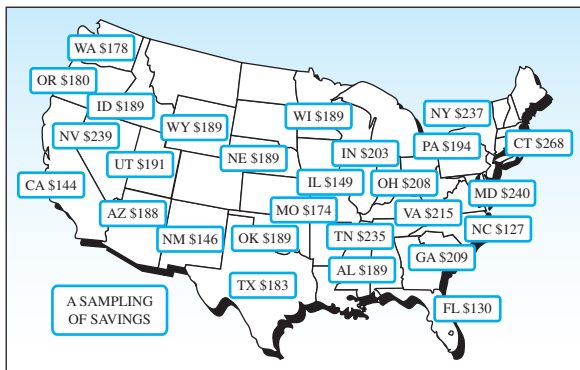 WA $178
OR $180
ID $189
NV $239
WY $189
UT $191
CA $144
AZ $188
NM $146
NE $189
WI $189
IN $203
IL $149
OH $208
MO $174
OK $189
TN $235
TX $183
AL $189
NY $237
PA $194
CT $268
MD $240
VA $215
NC $127
GA $209
FL $130
A SAMPLING
OF SAVINGS